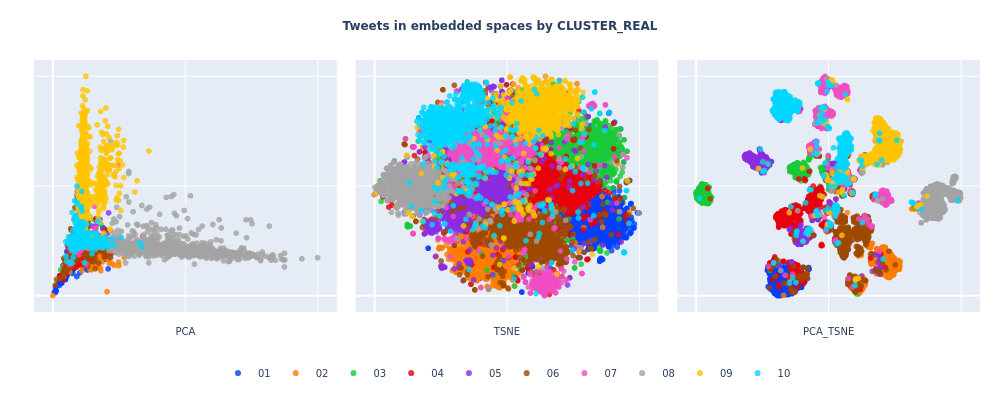 Tweets in embedded spaces by CLUSTER_REAL
PCA TSNE PCA_TSNE
01 02 03 04 05 06 07 08 09 10